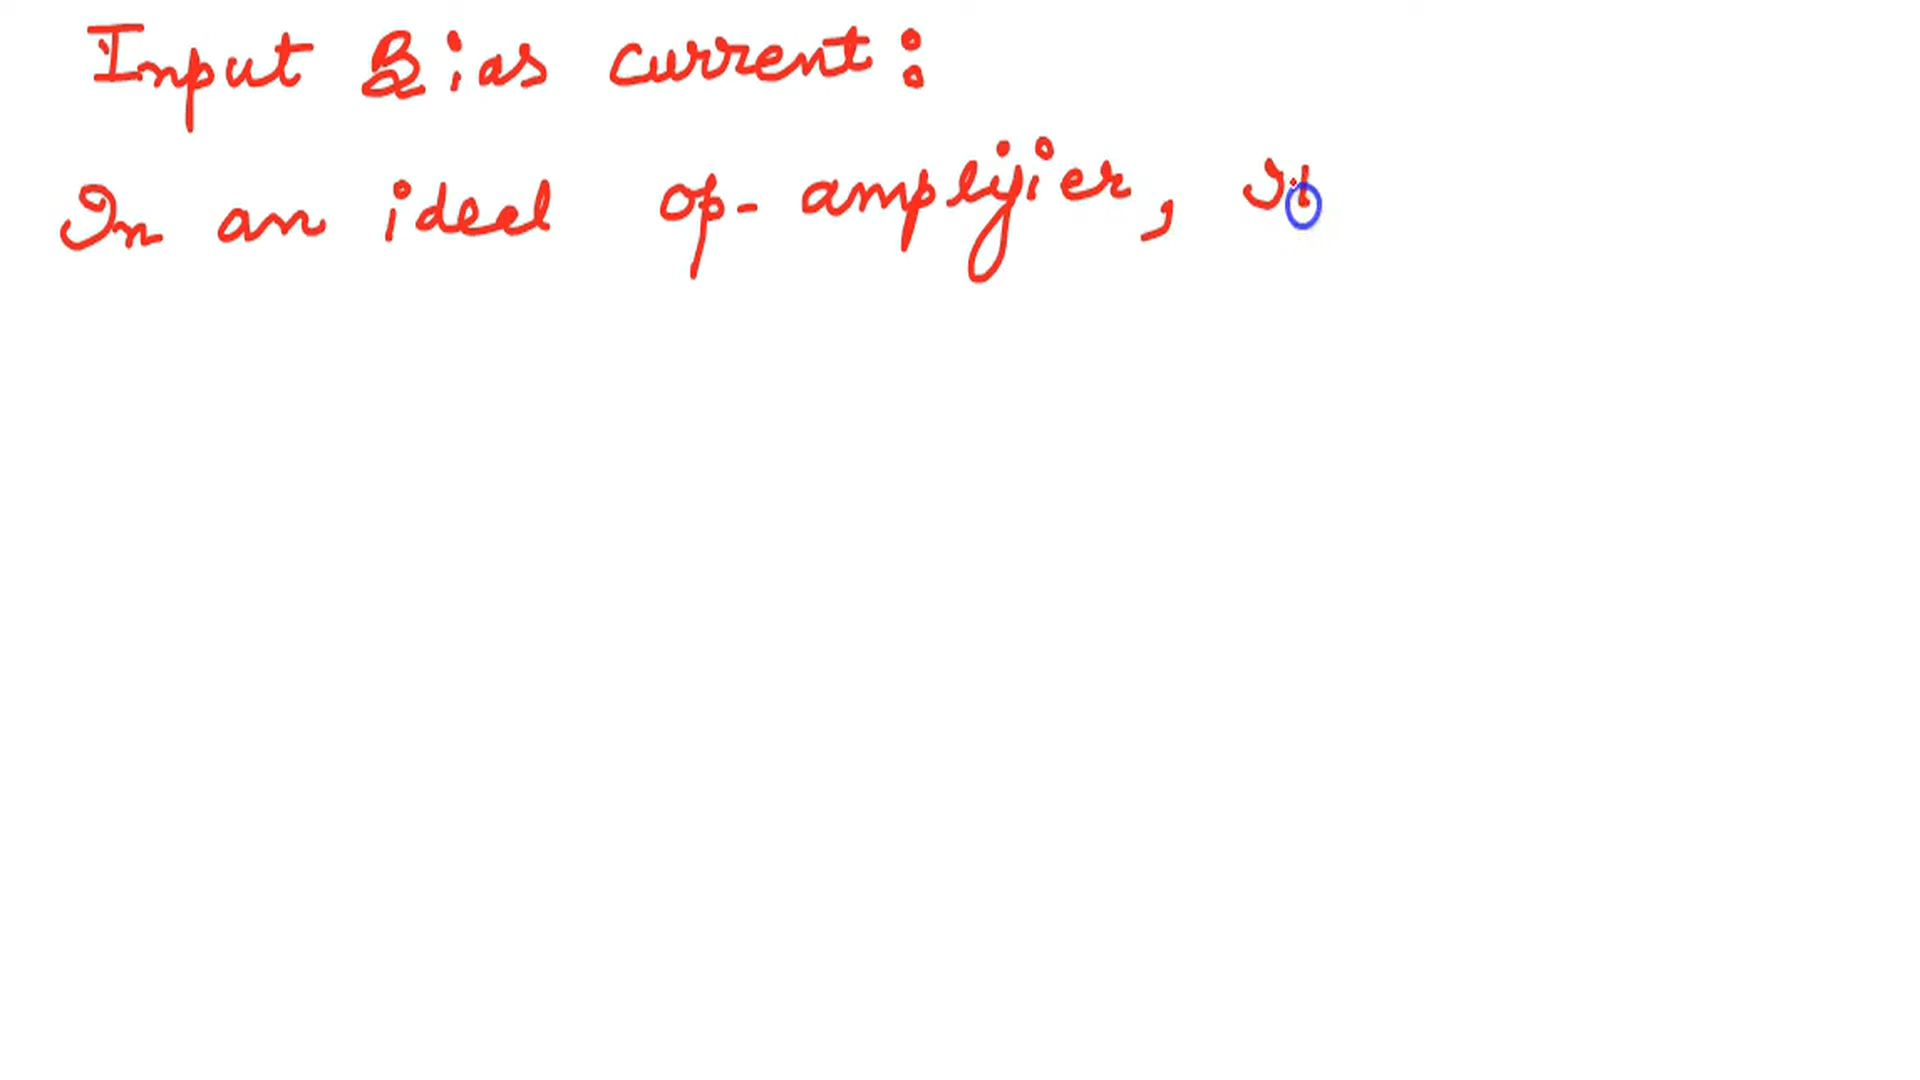 Input Bias current:
In an ideal op-amplifier,